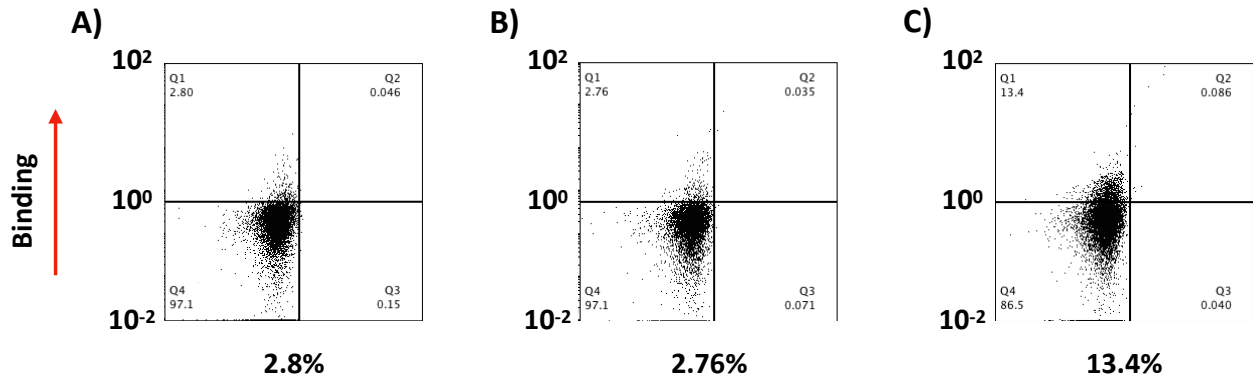 A)
B)
C)
Binding
10²
10⁰
10⁻²
Q1
2.80
Q2
0.046
Q4
97.1
Q3
0.15
2.8%
10²
10⁰
10⁻²
Q1
2.76
Q2
0.035
Q4
97.1
Q3
0.071
2.76%
10²
10⁰
10⁻²
Q1
13.4
Q2
0.086
Q4
86.5
Q3
0.040
13.4%